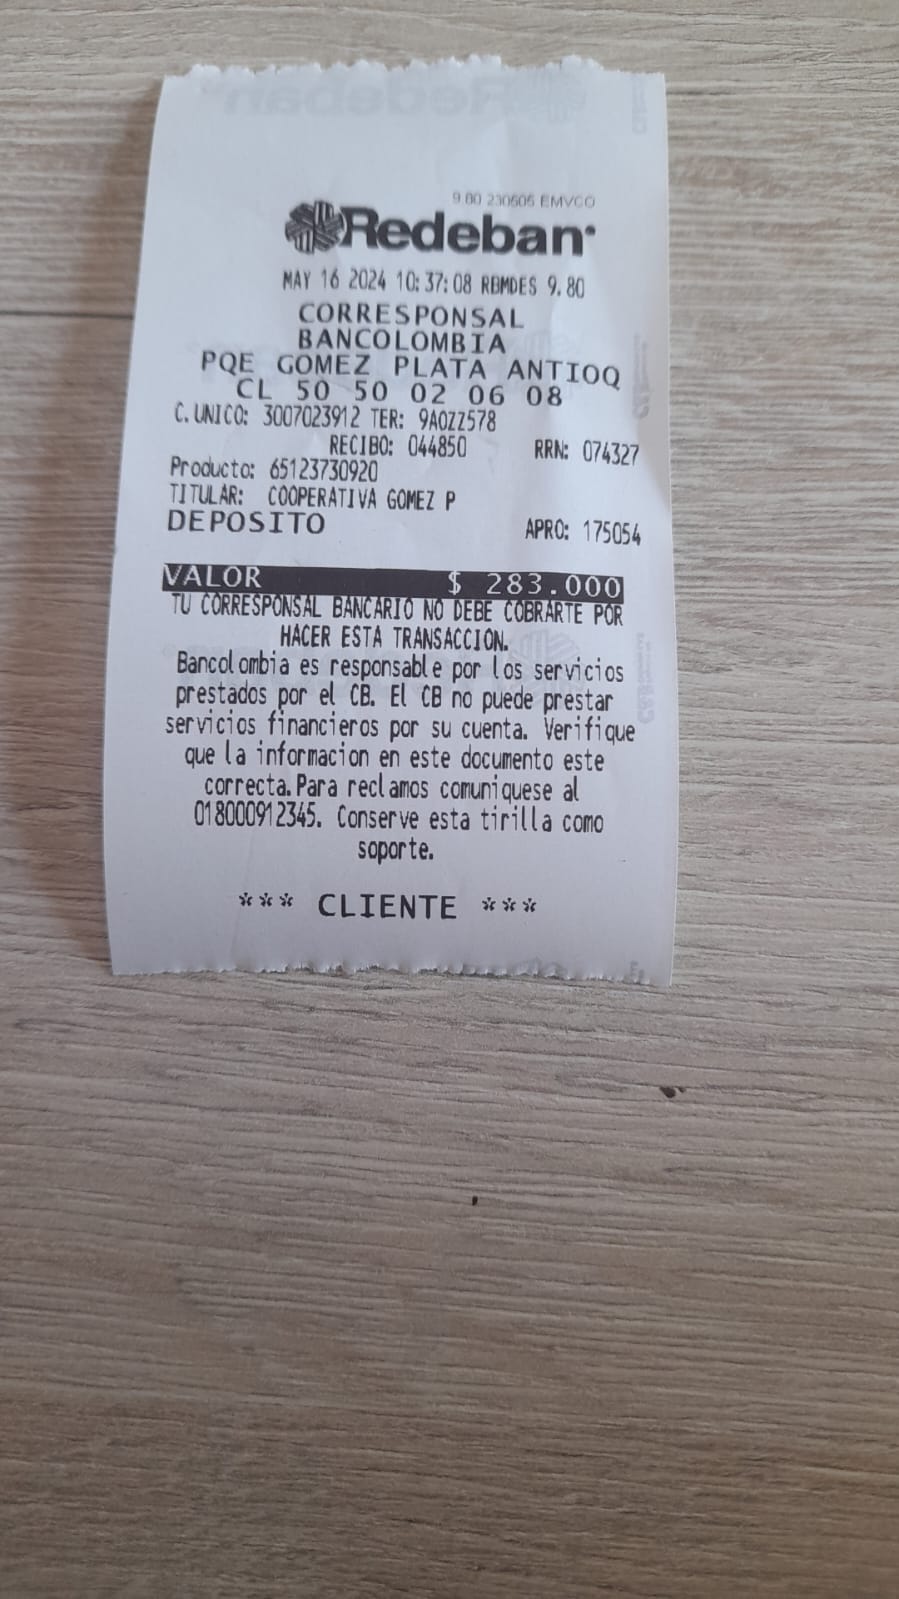 9.80 230606 EMVCO
Redeban
MAY 16 2024 10:37:08 RBMDES 9.80
CORRESPONSAL
BANCOLOMBIA
PQE GOMEZ PLATA ANTIOQ
CL 50 50 02 06 08
C. UNICO: 3007023912 TER: 9A0ZZ578
RECIBO: 044850 RRN: 074327
Producto: 65123730920
TITULAR: COOPERATIVA GOMEZ P
DEPOSITO APRO: 175054
VALOR $ 283.000
TU CORRESPONSAL BANCARIO NO DEBE COBRARTE POR
HACER ESTA TRANSACCION.
Bancolombia es responsable por los servicios
prestados por el CB. El CB no puede prestar
servicios financieros por su cuenta. Verifique
que la informacion en este documento este
correcta. Para reclamos comuniquese al
018000912345. Conserve esta tirilla como
soporte.
*** CLIENTE ***